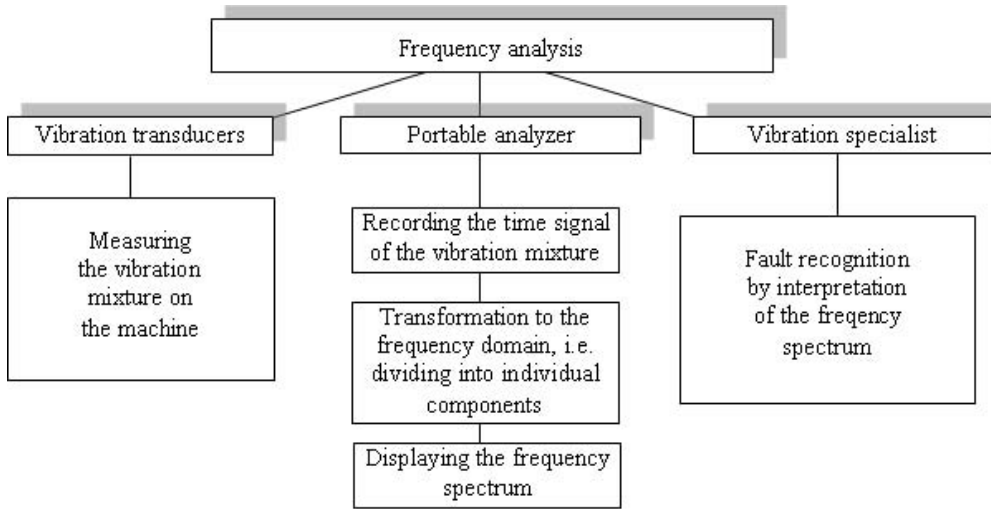 Frequency analysis
Vibration transducers
Portable analyzer
Vibration specialist
Measuring
the vibration
mixture on
the machine
Recording the time signal
of the vibration mixture
Transformation to the
frequency domain, i.e.
dividing into individual
components
Displaying the frequency
spectrum
Fault recognition
by interpretation
of the freqency
spectrum